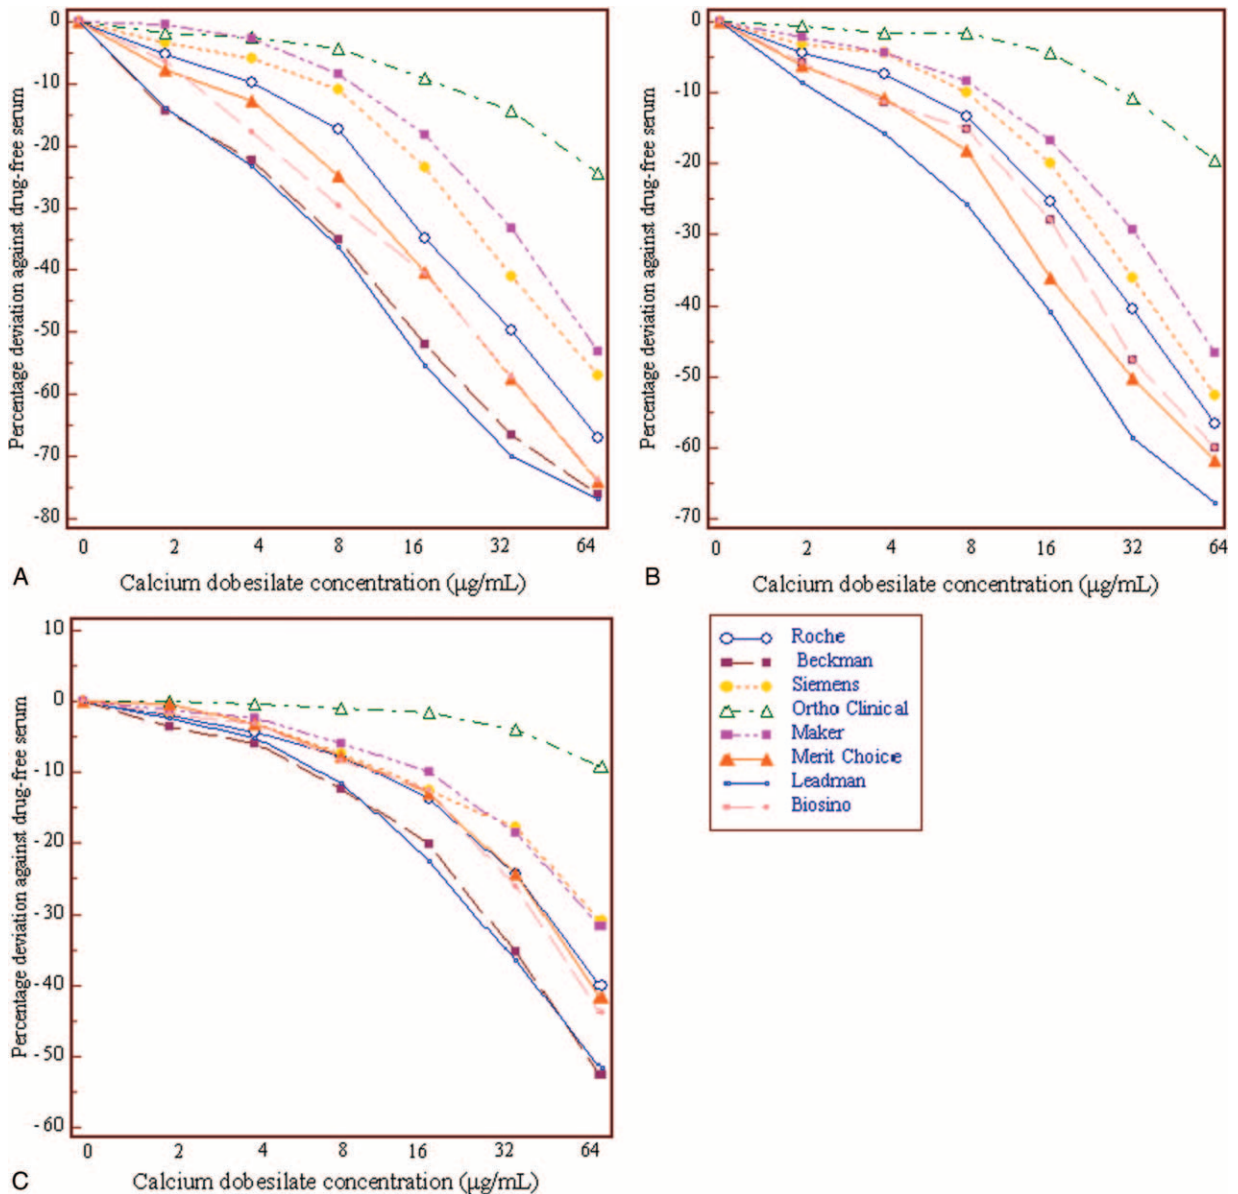 0
-10
-20
-30
-40
-50
-60
-70
-80
Percentage deviation against drug-free serum
0 2 4 8 16 32 64
A
Calcium dobesilate concentration (µg/mL)
0
-10
-20
-30
-40
-50
-60
-70
Percentage deviation against drug-free serum
0 2 4 8 16 32 64
B
Calcium dobesilate concentration (µg/mL)
10
0
-10
-20
-30
-40
-50
-60
Percentage deviation against drug-free serum
0 2 4 8 16 32 64
C
Calcium dobesilate concentration (µg/mL)
Roche
Beckman
Siemens
Ortho Clinical
Maker
Merit Choice
Leadman
Biosino